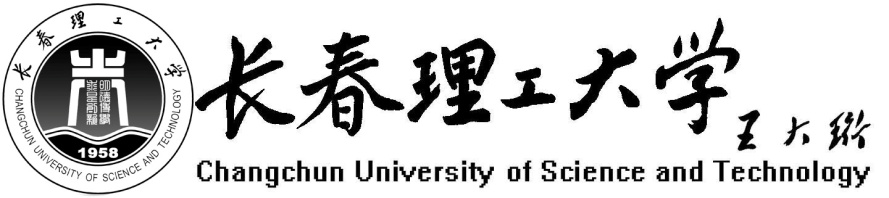 长春理工大学
CHANGCHUN UNIVERSITY OF SCIENCE AND TECHNOLOGY
1958
长春理工大学
王大珩
Changchun University of Science and Technology